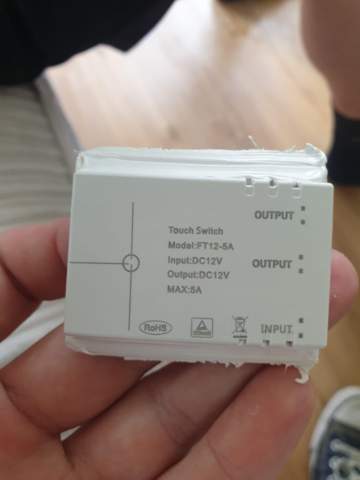 OUTPUT
Touch Switch
Model:FT12-5A
Input:DC12V
OUTPUT
Output:DC12V
MAX:5A
RoHS
INPUT